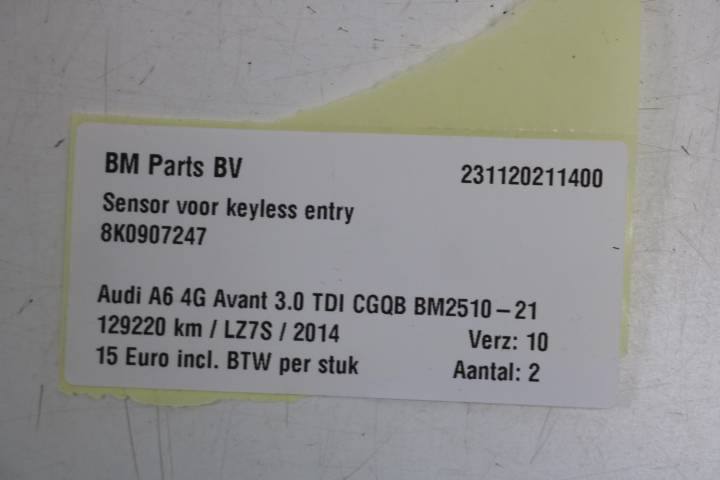 BM Parts BV 231120211400
Sensor voor keyless entry
8K0907247
Audi A6 4G Avant 3.0 TDI CGQB BM2510-21
129220 km / LZ7S / 2014 Verz: 10
15 Euro incl. BTW per stuk Aantal: 2